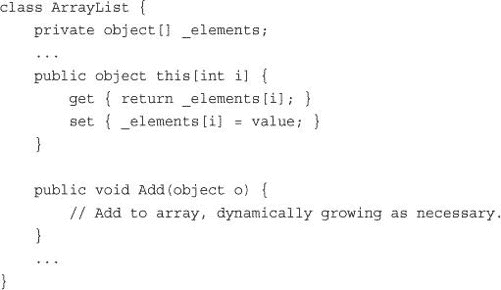 class ArrayList {
    private object[] _elements;
    ...
    public object this[int i] {
        get { return _elements[i]; }
        set { _elements[i] = value; }
    }

    public void Add(object o) {
        // Add to array, dynamically growing as necessary.
    }
    ...
}